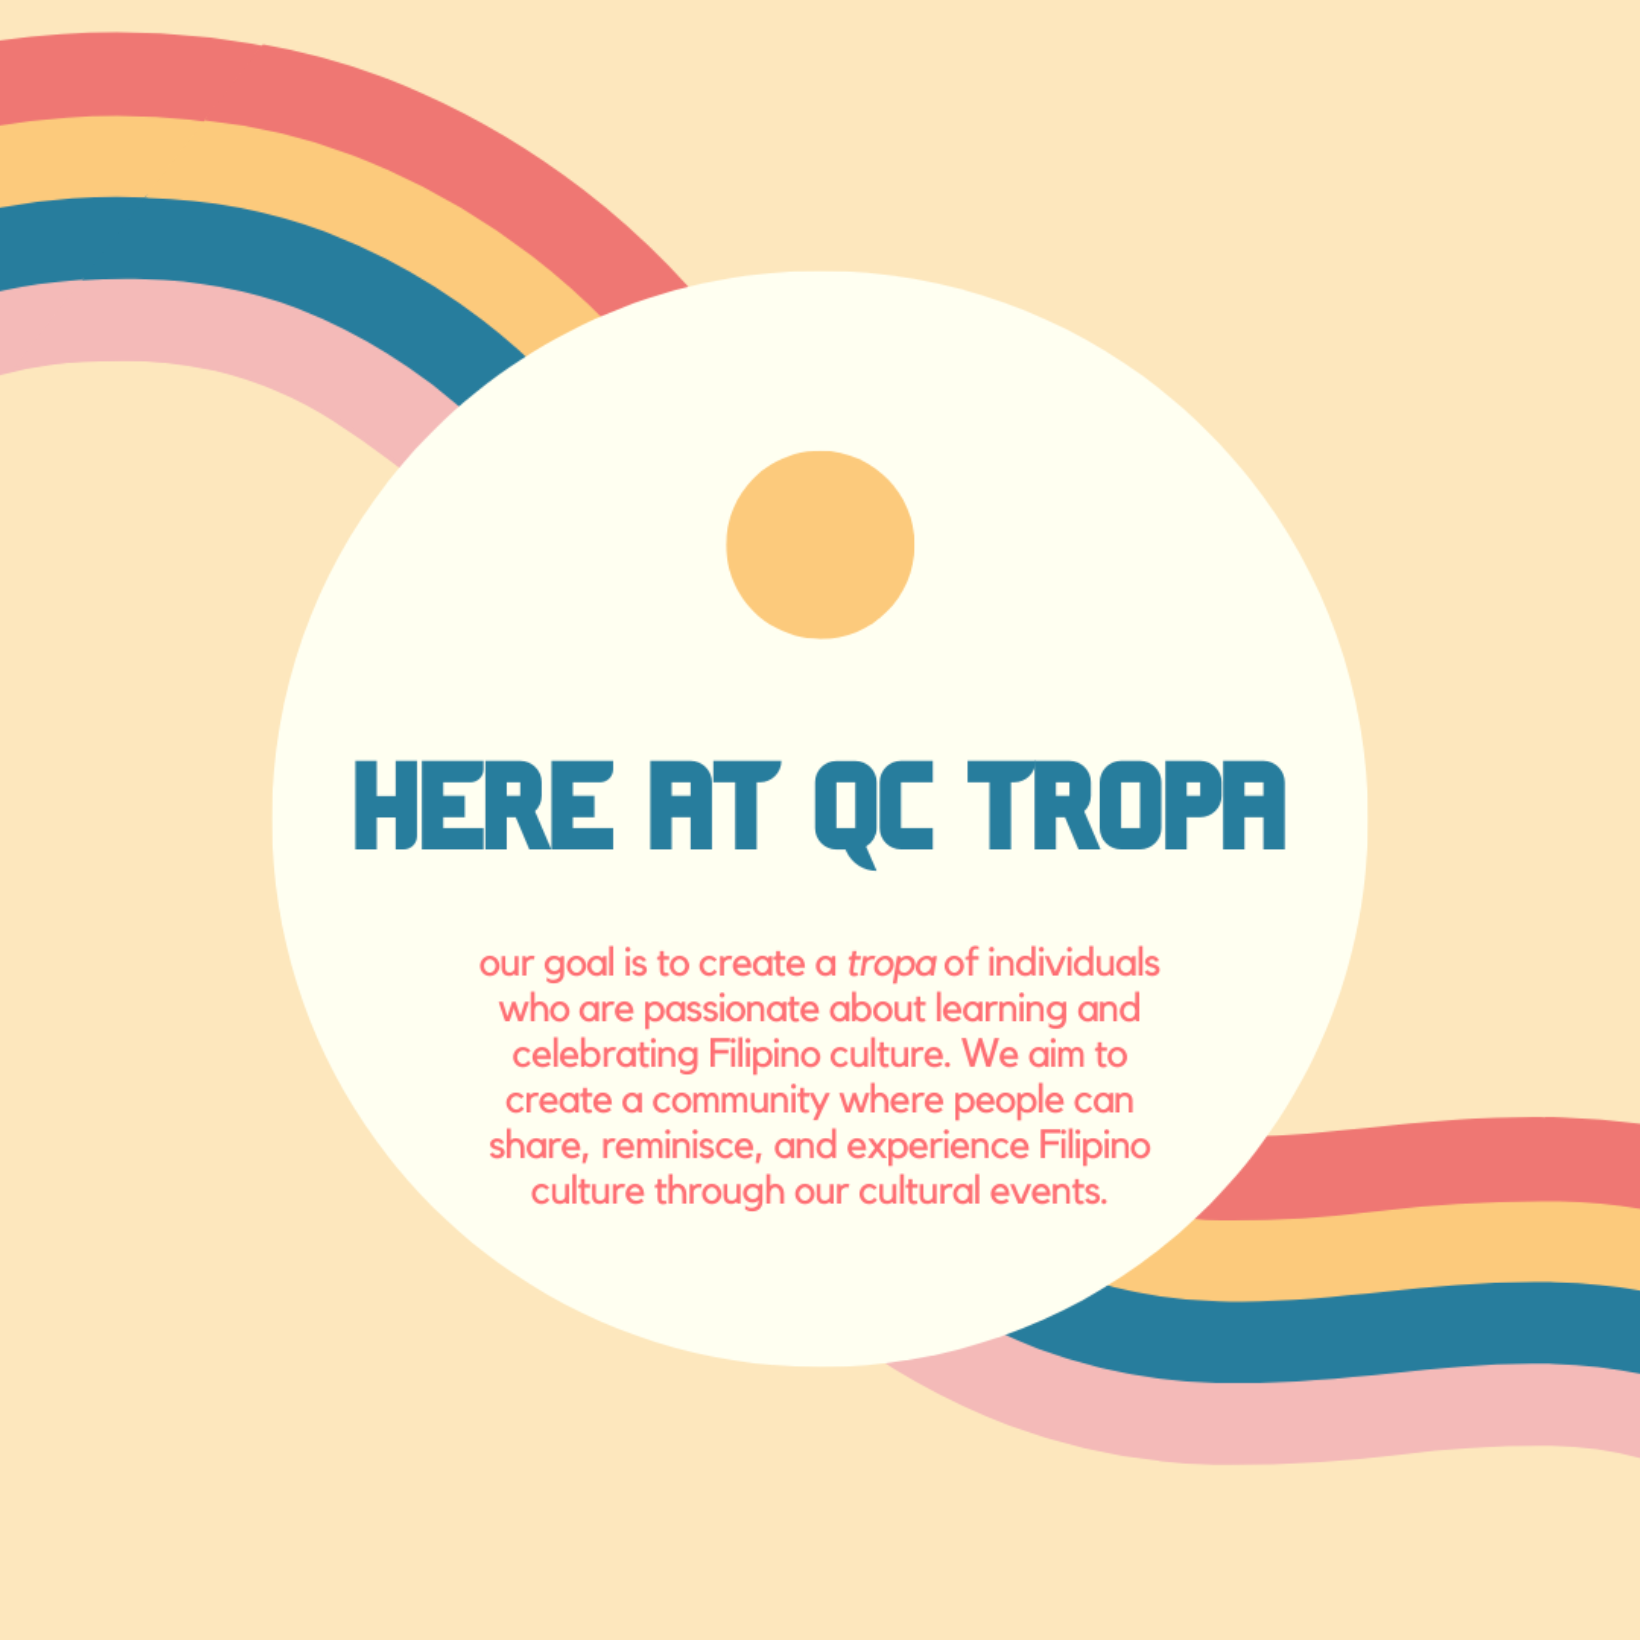 HERE AT QC TROPA
our goal is to create a tropa of individuals
who are passionate about learning and
celebrating Filipino culture. We aim to
create a community where people can
share, reminisce, and experience Filipino
culture through our cultural events.